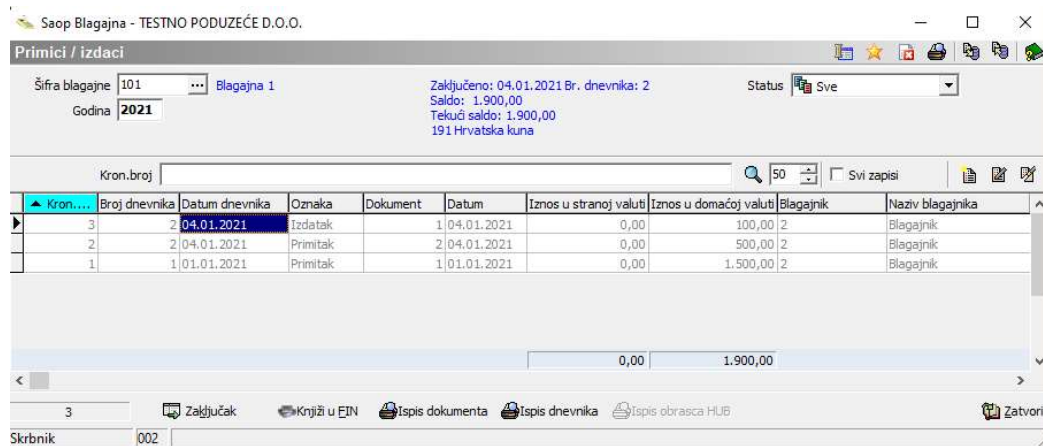 Saop Blagajna - TESTNO PODUZEĆE D.O.O.
Primici / izdaci
Šifra blagajne 101 ... Blagajna 1 Zaključeno: 04.01.2021 Br. dnevnika: 2 Status Sve
Godina 2021 Saldo: 1.900,00
Tekući saldo: 1.900,00
191 Hrvatska kuna
Kron.broj 50 Svi zapisi
Kron.... Broj dnevnika Datum dnevnika Oznaka Dokument Datum Iznos u stranoj valuti Iznos u domaćoj valuti Blagajnik Naziv blagajnika
3 2 04.01.2021 Izdatak 1 04.01.2021 0,00 100,00 2 Blagajnik
2 2 04.01.2021 Primitak 2 04.01.2021 0,00 500,00 2 Blagajnik
1 1 01.01.2021 Primitak 1 01.01.2021 0,00 1.500,00 2 Blagajnik
0,00 1.900,00
3 Zaključak Knjiži u FIN Ispis dokumenta Ispis dnevnika Ispis obrasca HUB Zatvori
Skrbnik 002